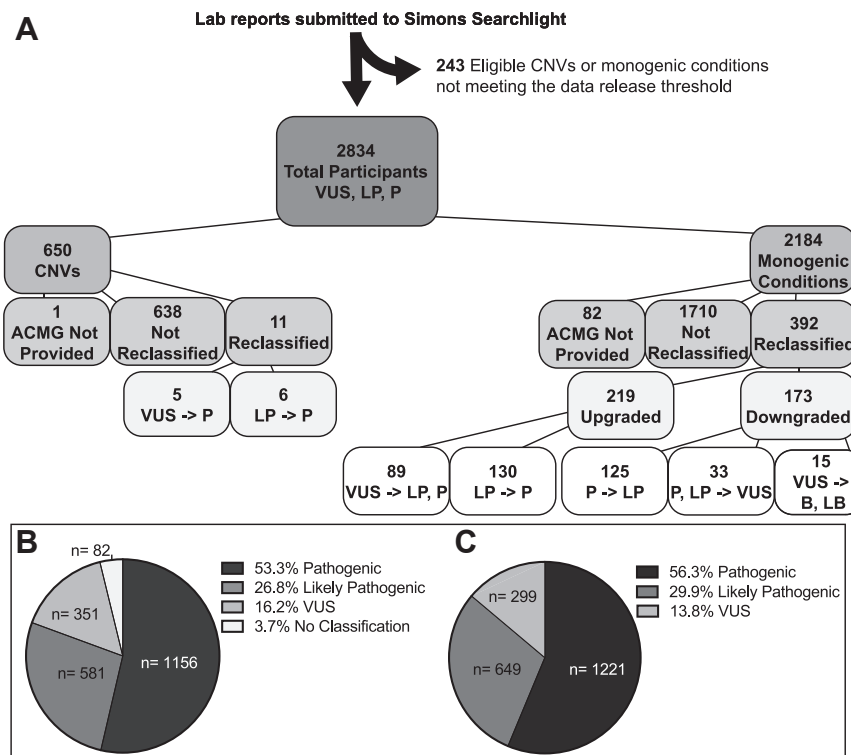 A
Lab reports submitted to Simons Searchlight
243 Eligible CNVs or monogenic conditions
not meeting the data release threshold
2834
Total Participants
VUS, LP, P
650
CNVs
2184
Monogenic
Conditions
1
ACMG Not
Provided
638
Not
Reclassified
11
Reclassified
82
ACMG Not
Provided
1710
Not
Reclassified
392
Reclassified
5
VUS -> P
6
LP -> P
219
Upgraded
173
Downgraded
89
VUS -> LP, P
130
LP -> P
125
P -> LP
33
P, LP -> VUS
15
VUS ->
B, LB
B
n= 82
n= 351
n= 581
n= 1156
53.3% Pathogenic
26.8% Likely Pathogenic
16.2% VUS
3.7% No Classification
C
n= 299
n= 649
n= 1221
56.3% Pathogenic
29.9% Likely Pathogenic
13.8% VUS